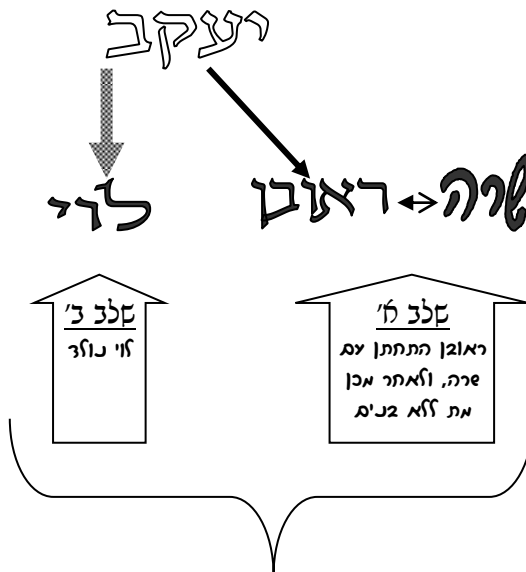 יעקב
שרה ראובן לוי
שלב א'
ראובן התחתן עם
שרה, ולאחר מכן
מת ללא בנים
שלב ב'
לוי נולד